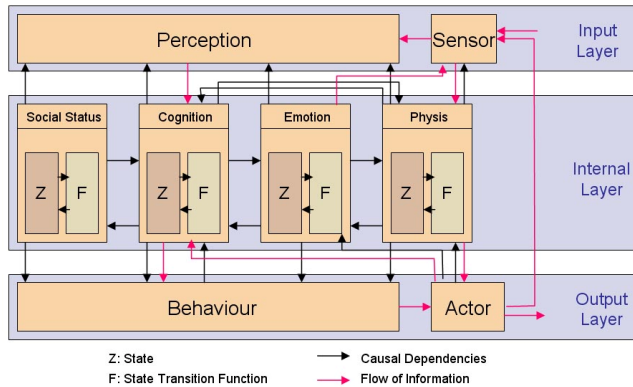 Perception
Sensor
Input
Layer
Social Status
Cognition
Emotion
Physis
Z
F
Z
F
Z
F
Z
F
Internal
Layer
Behaviour
Actor
Output
Layer
Z: State
Causal Dependencies
F: State Transition Function
Flow of Information